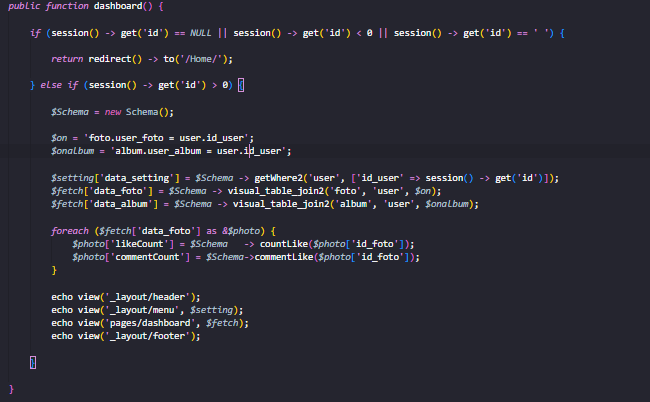 public function dashboard() {
if (session() -> get('id') == NULL || session() -> get('id') < 0 || session() -> get('id') == ' ') {
return redirect() -> to('/Home/');
} else if (session() -> get('id') > 0) {
$Schema = new Schema();
$on = 'foto.user_foto = user.id_user';
$onalbum = 'album.user_album = user.id_user';
$setting['data_setting'] = $Schema -> getWhere2('user', ['id_user' => session() -> get('id')]);
$fetch['data_foto'] = $Schema -> visual_table_join2('foto', 'user', $on);
$fetch['data_album'] = $Schema -> visual_table_join2('album', 'user', $onalbum);
foreach ($fetch['data_foto'] as &$photo) {
$photo['likeCount'] = $Schema  -> countLike($photo['id_foto']);
$photo['commentCount'] = $Schema->commentLike($photo['id_foto']);
}
echo view('_layout/header');
echo view('_layout/menu', $setting);
echo view('pages/dashboard', $fetch);
echo view('_layout/footer');
}
}